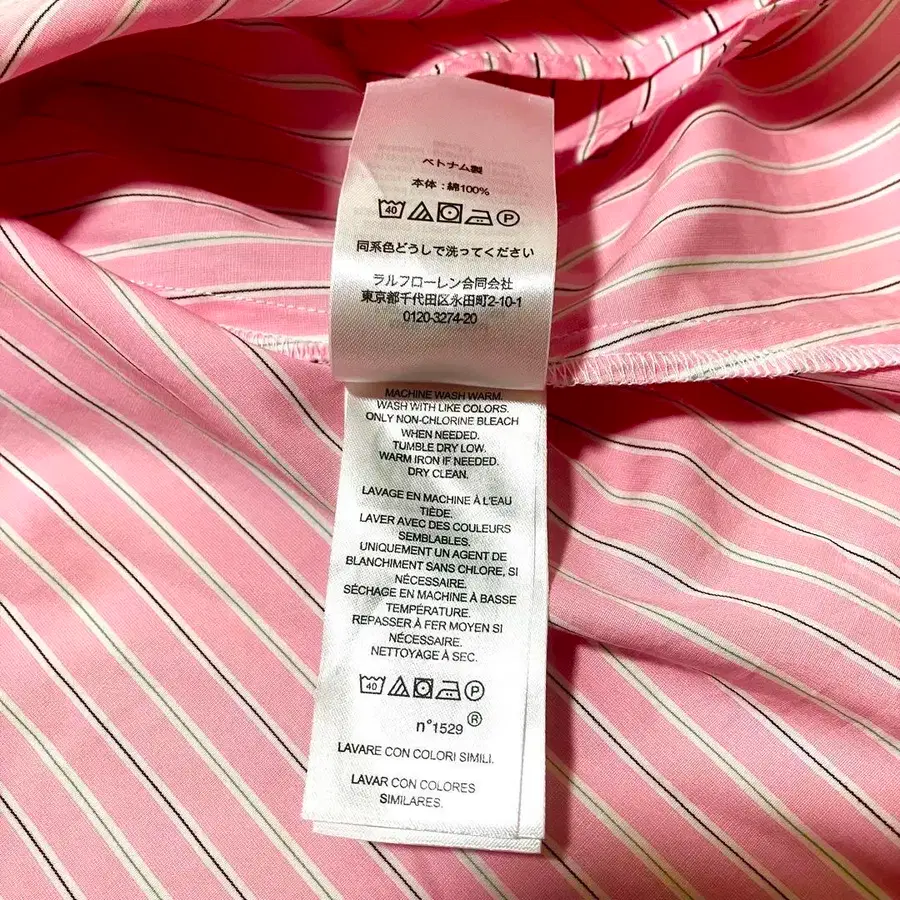 ベトナム製
本体：綿100%
40 P
同系色どうしで洗ってください
ラルフローレン合同会社
東京都千代田区永田町2-10-1
0120-3274-20
MACHINE WASH WARM.
WASH WITH LIKE COLORS.
ONLY NON-CHLORINE BLEACH
WHEN NEEDED.
TUMBLE DRY LOW.
WARM IRON IF NEEDED.
DRY CLEAN.
LAVAGE EN MACHINE À L'EAU
TIÈDE.
LAVER AVEC DES COULEURS
SEMBLABLES.
UNIQUEMENT UN AGENT DE
BLANCHIMENT SANS CHLORE, SI
NÉCESSAIRE.
SÉCHAGE EN MACHINE À BASSE
TEMPÉRATURE.
REPASSER À FER MOYEN SI
NÉCESSAIRE.
NETTOYAGE À SEC.
40 P
n°1529 ®
LAVARE CON COLORI SIMILI.
LAVAR CON COLORES
SIMILARES.